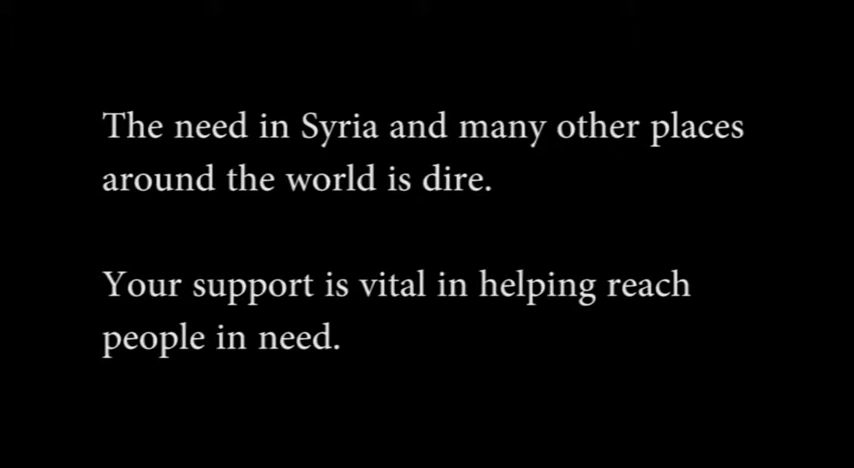 The need in Syria and many other places
around the world is dire.
Your support is vital in helping reach
people in need.